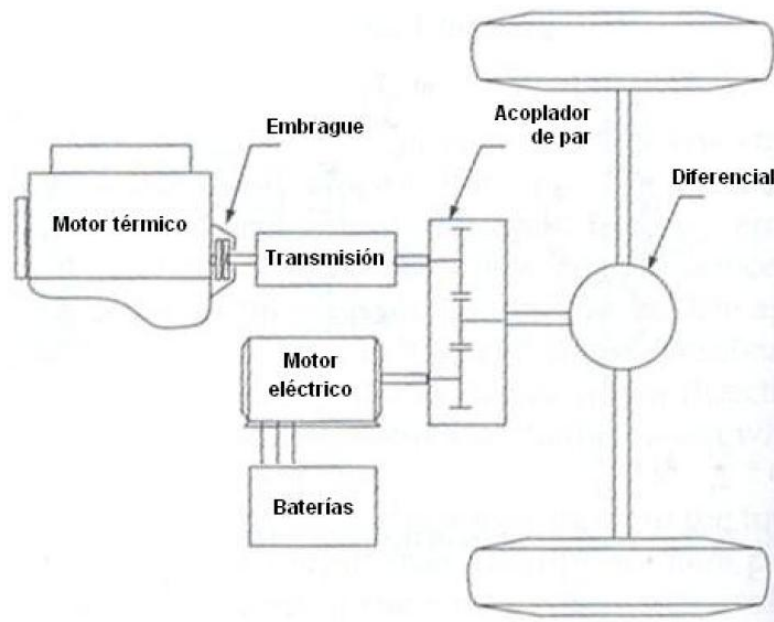 Embrague
Acoplador
de par
Diferencial
Motor térmico
Transmisión
Motor
eléctrico
Baterías